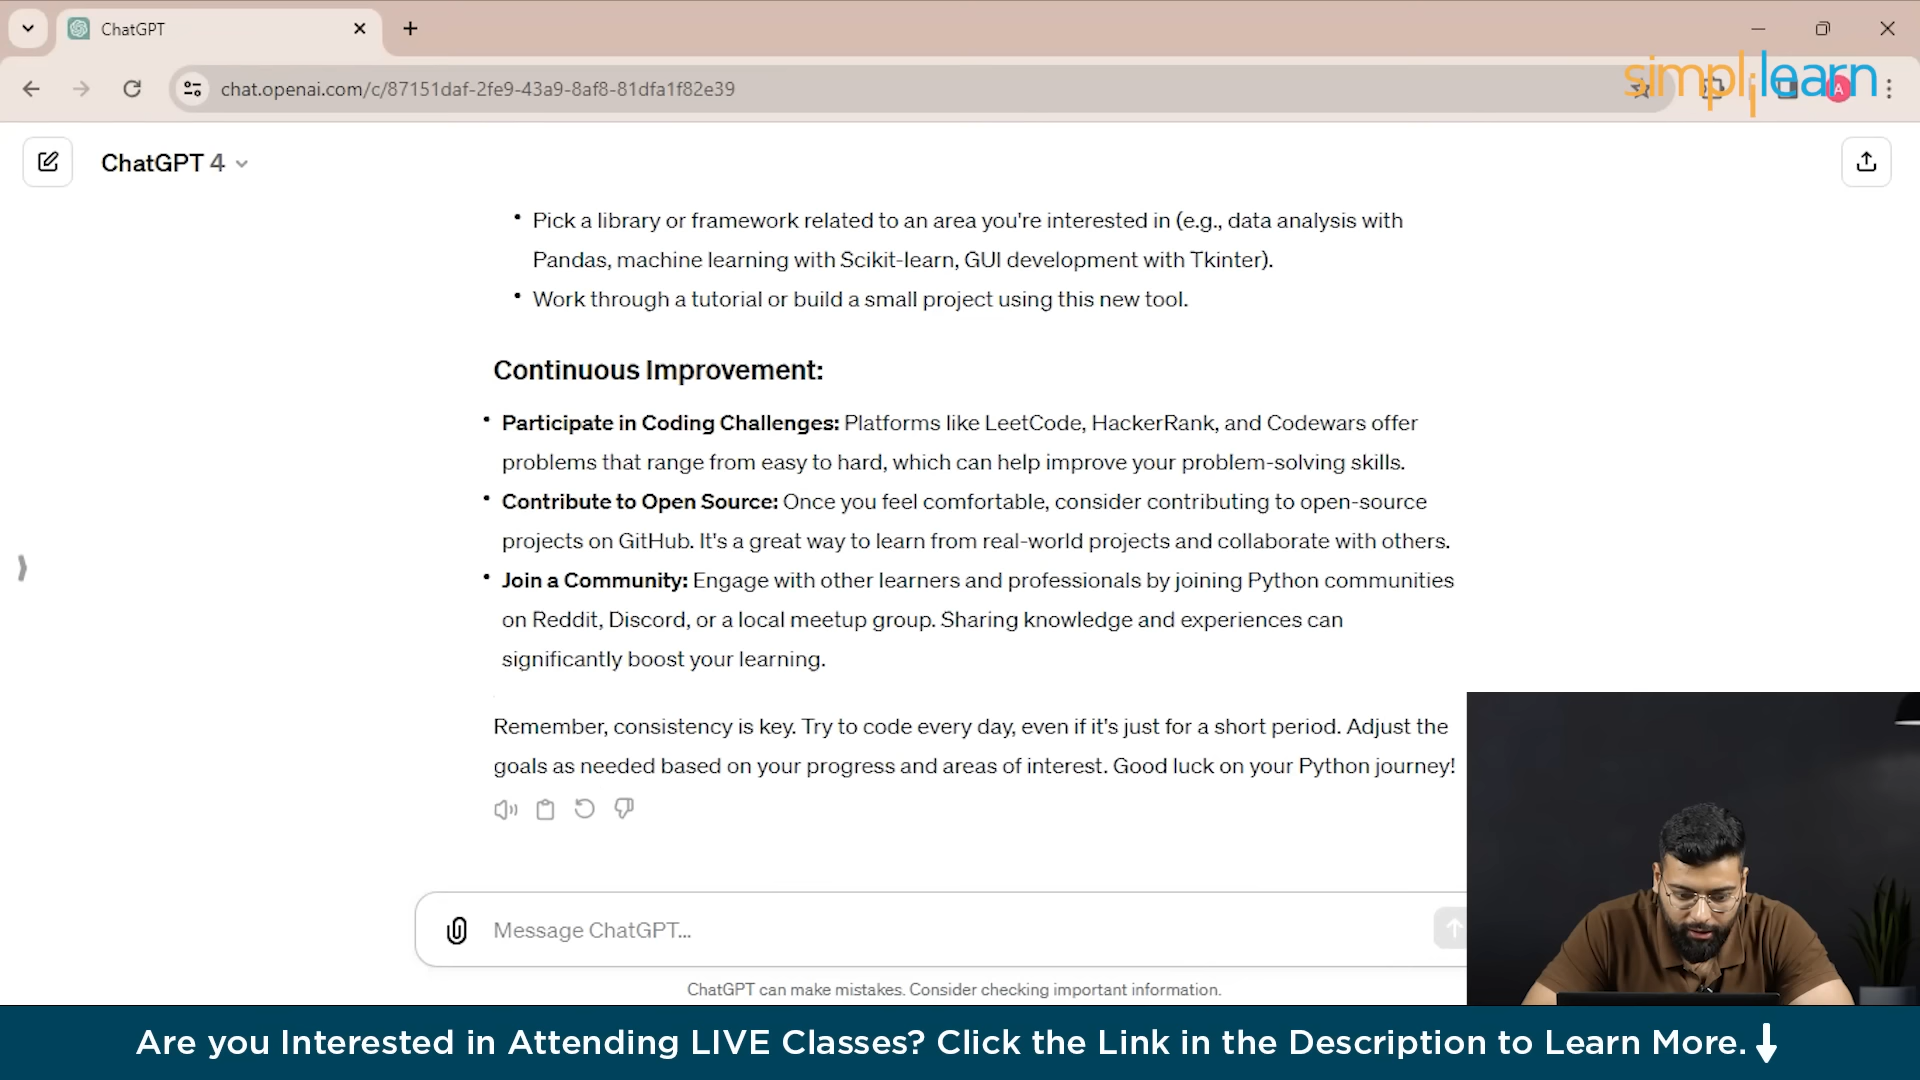 ChatGPT
chat.openai.com/c/87151daf-2fe9-43a9-8af8-81dfa1f82e39
simplilearn
A
ChatGPT 4
• Pick a library or framework related to an area you're interested in (e.g., data analysis with
Pandas, machine learning with Scikit-learn, GUI development with Tkinter).
• Work through a tutorial or build a small project using this new tool.
Continuous Improvement:
• Participate in Coding Challenges: Platforms like LeetCode, HackerRank, and Codewars offer
problems that range from easy to hard, which can help improve your problem-solving skills.
• Contribute to Open Source: Once you feel comfortable, consider contributing to open-source
projects on GitHub. It's a great way to learn from real-world projects and collaborate with others.
• Join a Community: Engage with other learners and professionals by joining Python communities
on Reddit, Discord, or a local meetup group. Sharing knowledge and experiences can
significantly boost your learning.
Remember, consistency is key. Try to code every day, even if it's just for a short period. Adjust the
goals as needed based on your progress and areas of interest. Good luck on your Python journey!
Message ChatGPT...
ChatGPT can make mistakes. Consider checking important information.
Are you Interested in Attending LIVE Classes? Click the Link in the Description to Learn More.